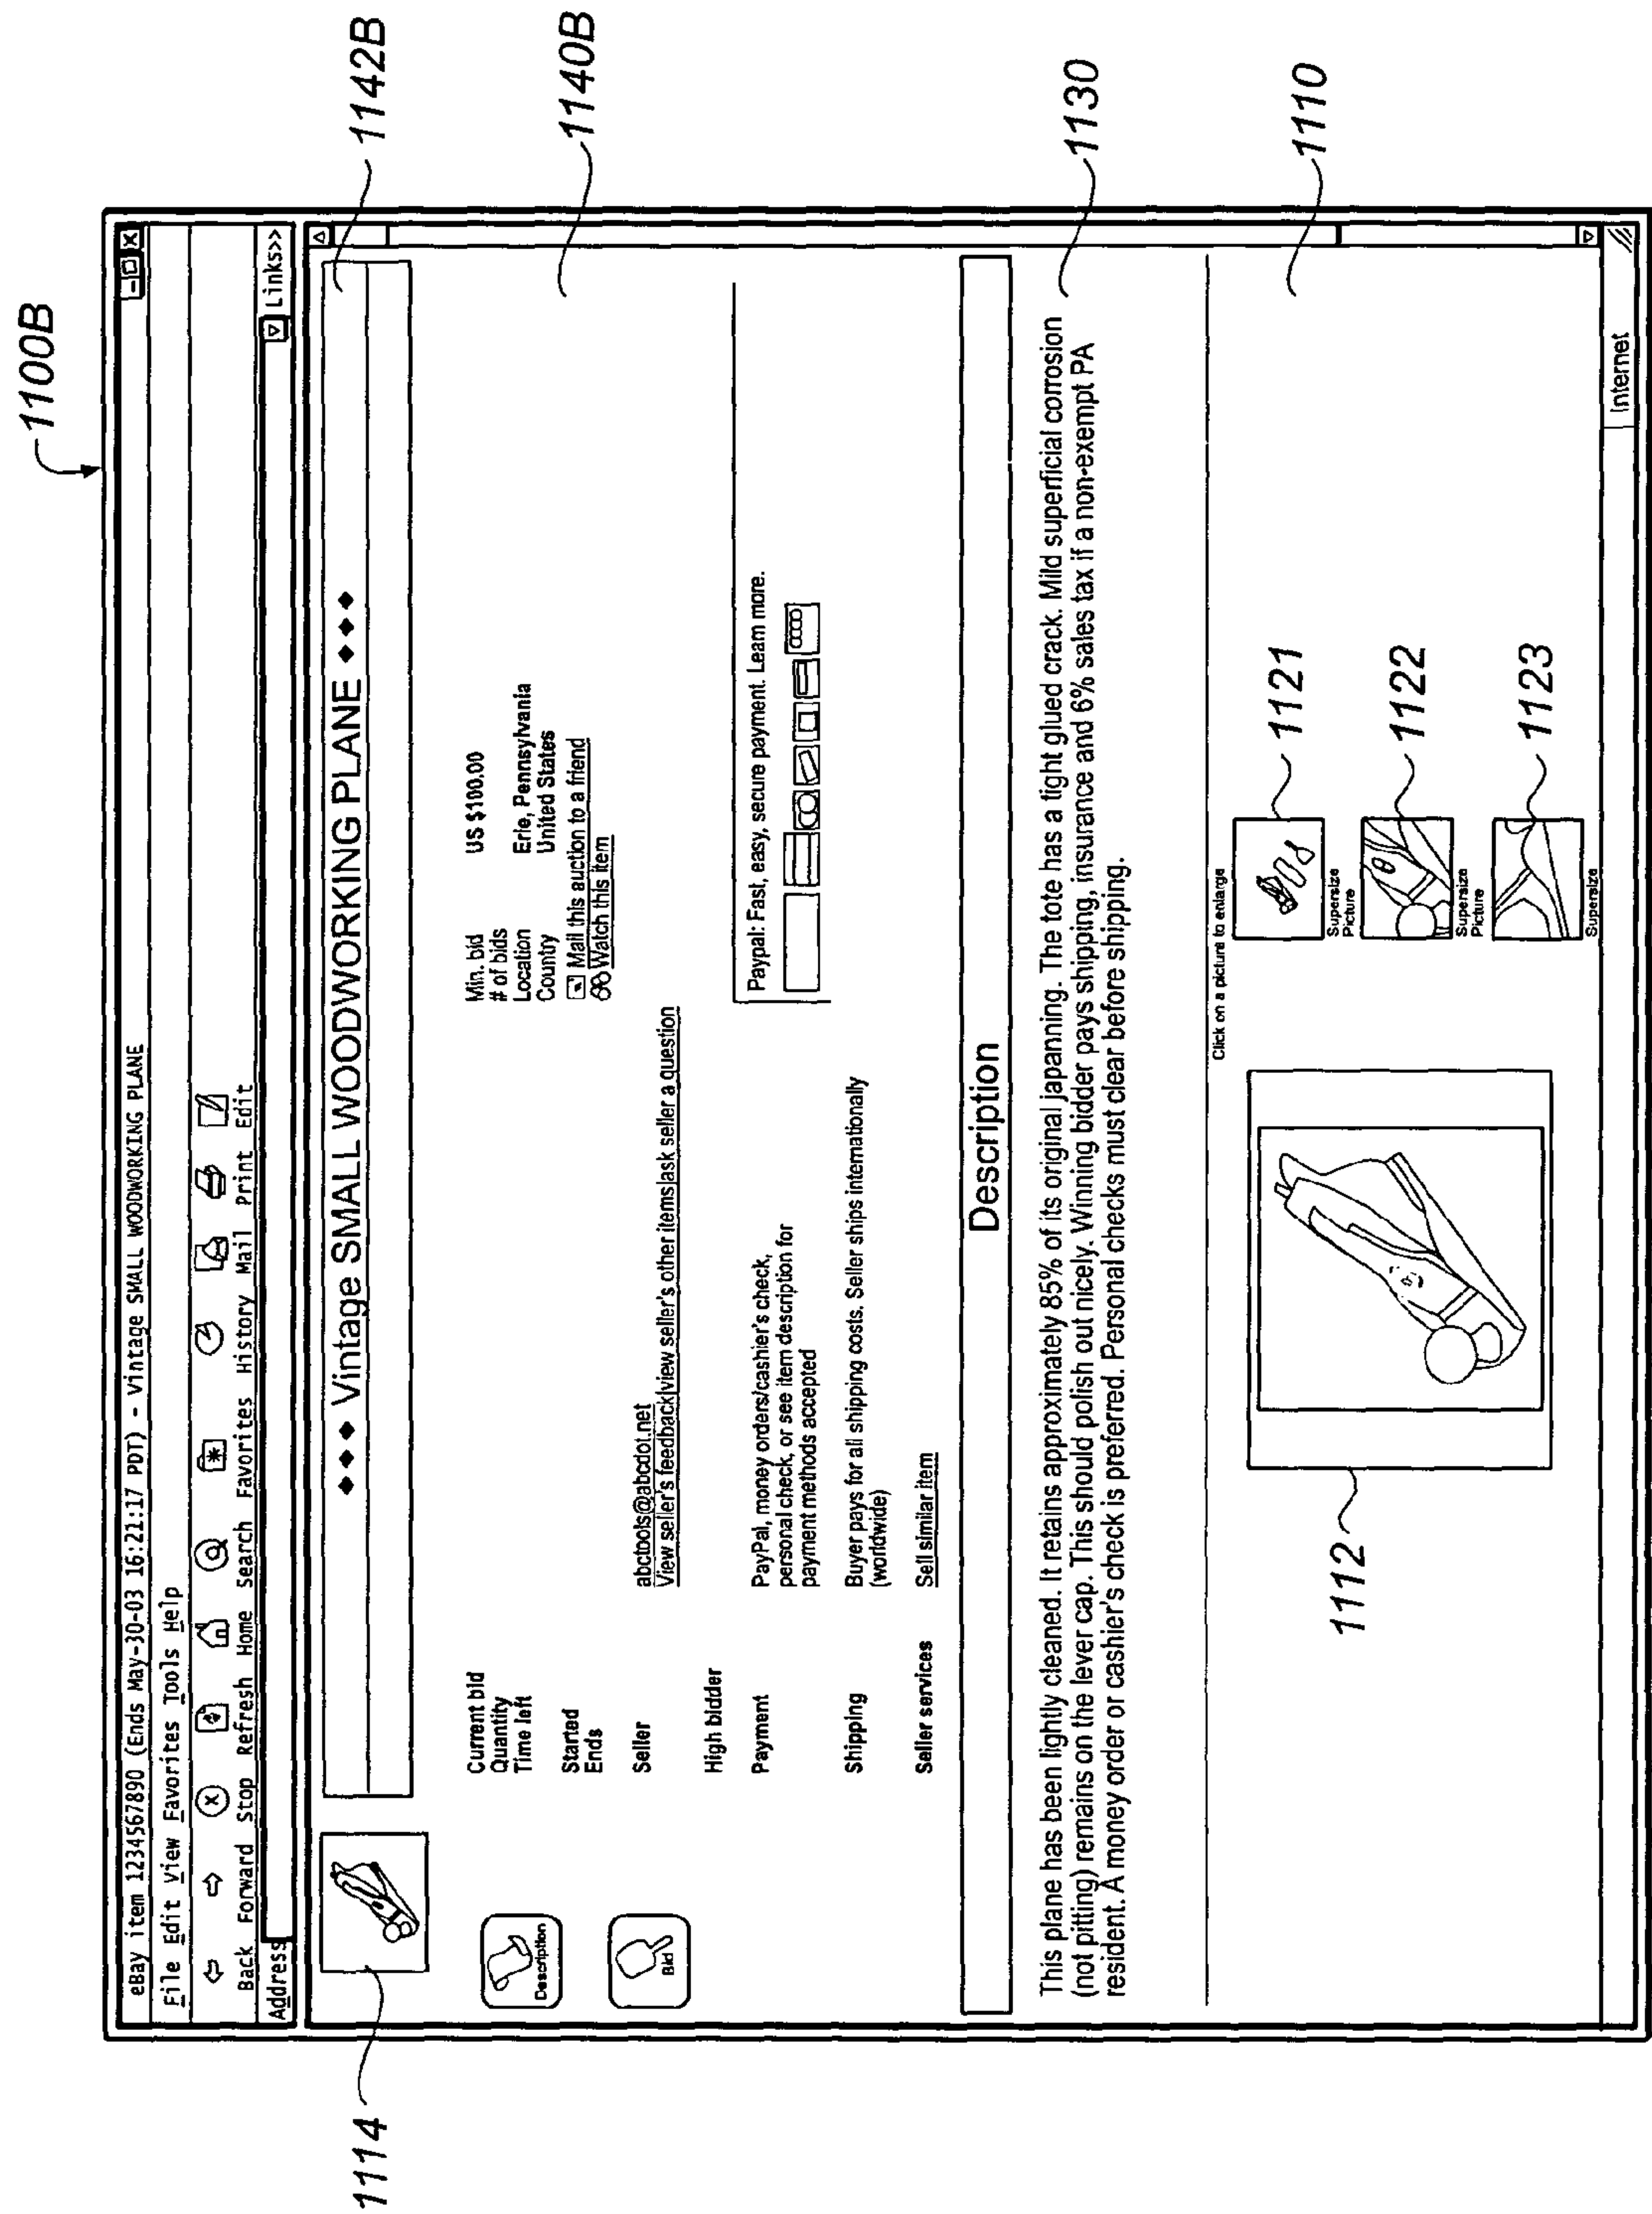 1100B
eBay item 1234567890 (Ends May-30-03 16:21:17 PDT) - Vintage SMALL WOODWORKING PLANE
File Edit View Favorites Tools Help
Back Forward Stop Refresh Home Search Favorites History Mail Print Edit
Address
Links>>
1114
◆◆◆ Vintage SMALL WOODWORKING PLANE ◆◆◆
1142B
1140B
Description
Bid
Current bid
Quantity
Time left
Started
Ends
Seller
High bidder
Payment
Shipping
Seller services
Min. bid US $100.00
# of bids
Location Erie, Pennsylvania
Country United States
Mail this auction to a friend
Watch this item
abctools@abcdot.net
View seller's feedback|view seller's other items|ask seller a question
PayPal, money orders/cashier's check,
personal check, or see item description for
payment methods accepted
Paypal: Fast, easy, secure payment. Learn more.
Buyer pays for all shipping costs. Seller ships internationally
(worldwide)
Sell similar item
Description
This plane has been lightly cleaned. It retains approximately 85% of its original japanning. The tote has a tight glued crack. Mild superficial corrosion
(not pitting) remains on the lever cap. This should polish out nicely. Winning bidder pays shipping, insurance and 6% sales tax if a non-exempt PA
resident. A money order or cashier's check is preferred. Personal checks must clear before shipping.
1130
1110
Click on a picture to enlarge
1112
1121
Supersize
Picture
1122
Supersize
Picture
1123
Supersize
Internet